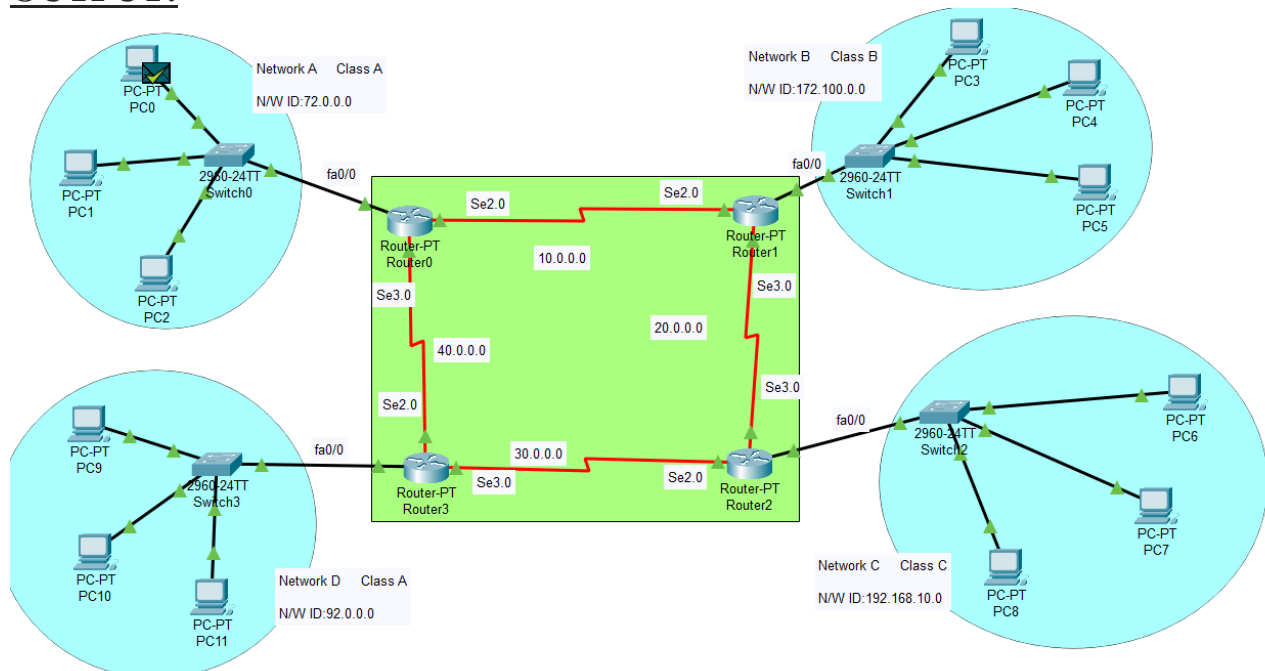 Network A Class A
N/W ID:72.0.0.0
PC-PT
PC0
PC-PT
PC1
PC-PT
PC2
2960-24TT
Switch0
fa0/0
Network B Class B
N/W ID:172.100.0.0
PC-PT
PC3
PC-PT
PC4
PC-PT
PC5
2960-24TT
Switch1
fa0/0
Se2.0
Se2.0
Router-PT
Router0
Router-PT
Router1
10.0.0.0
Se3.0
Se3.0
20.0.0.0
40.0.0.0
Se3.0
Se2.0
30.0.0.0
Se3.0
Se2.0
Router-PT
Router3
Router-PT
Router2
fa0/0
PC-PT
PC9
2960-24TT
Switch3
PC-PT
PC10
PC-PT
PC11
Network D Class A
N/W ID:92.0.0.0
fa0/0
2960-24TT
Switch2
PC-PT
PC6
PC-PT
PC7
PC-PT
PC8
Network C Class C
N/W ID:192.168.10.0